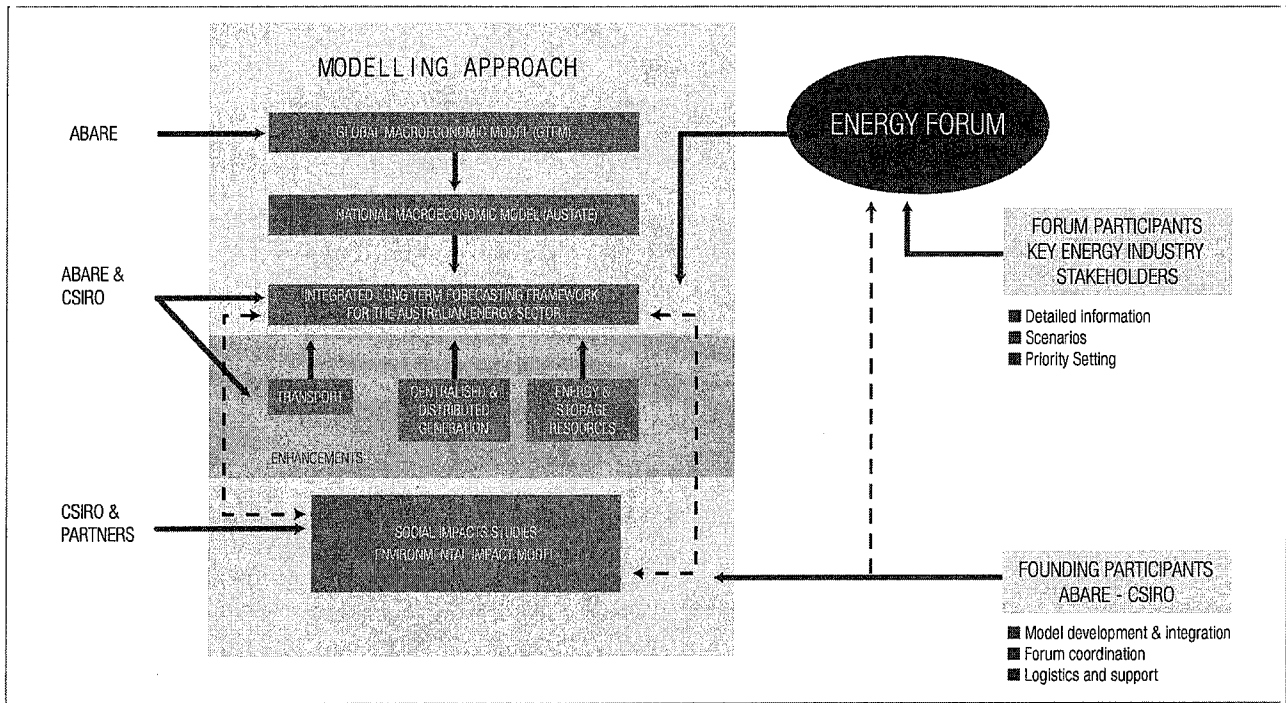 MODELLING APPROACH
ABARE
GLOBAL MACROECONOMIC MODEL (GTEM)
NATIONAL MACROECONOMIC MODEL (AUSTATE)
ABARE &
CSIRO
INTEGRATED LONG TERM FORECASTING FRAMEWORK
FOR THE AUSTRALIAN ENERGY SECTOR
TRANSPORT
CENTRALISED &
DISTRIBUTED
GENERATION
ENERGY &
STORAGE
RESOURCES
ENHANCEMENTS
CSIRO &
PARTNERS
SOCIAL IMPACTS STUDIES
ENVIRONMENTAL IMPACT MODEL
ENERGY FORUM
FORUM PARTICIPANTS
KEY ENERGY INDUSTRY
STAKEHOLDERS
Detailed information
Scenarios
Priority Setting
FOUNDING PARTICIPANTS
ABARE - CSIRO
Model development & integration
Forum coordination
Logistics and support